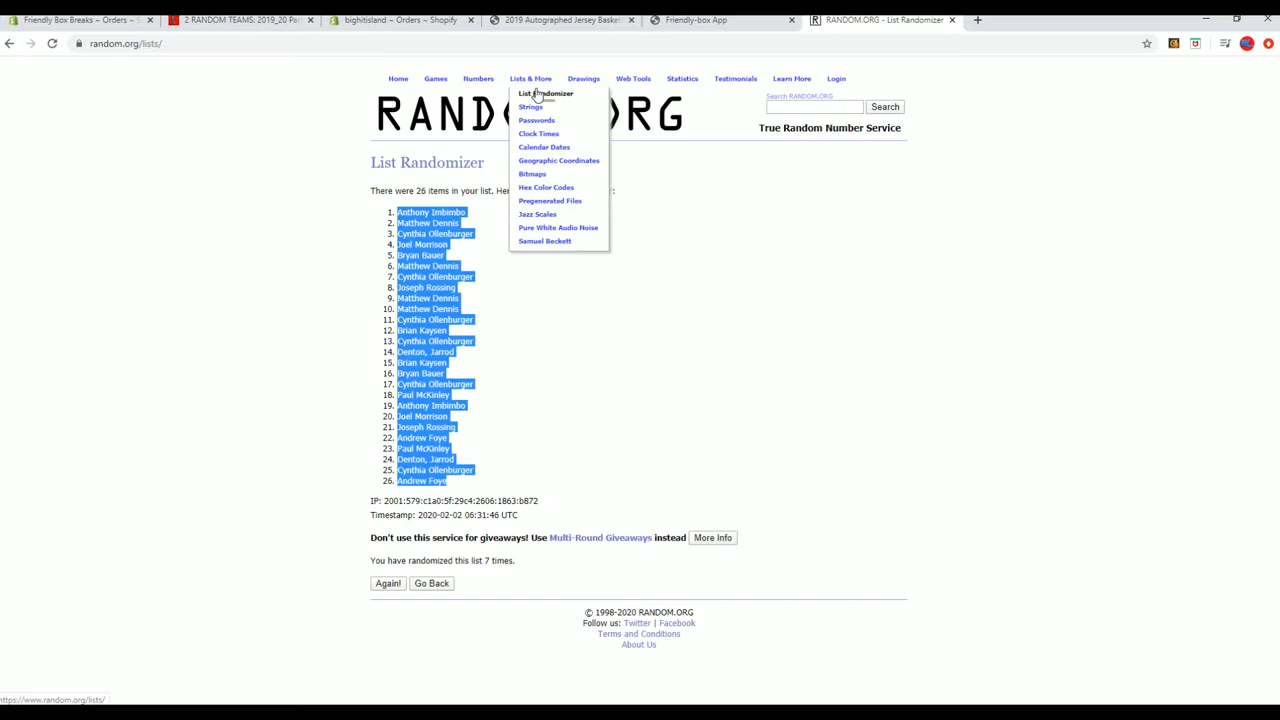 Friendly Box Breaks ~ Orders ~ S
2 RANDOM TEAMS: 2019_20 Pa
bighitisland ~ Orders ~ Shopify
2019 Autographed Jersey Baske
Friendly-box App
RANDOM.ORG - List Randomizer
random.org/lists/
Home Games Numbers Lists & More Drawings Web Tools Statistics Testimonials Learn More Login
Search RANDOM.ORG
Search
True Random Number Service
List Randomizer
Strings
Passwords
Clock Times
Calendar Dates
Geographic Coordinates
Bitmaps
Hex Color Codes
Pregenerated Files
Jazz Scales
Pure White Audio Noise
Samuel Beckett
RANDOM.ORG
List Randomizer
There were 26 items in your list. Her :
1. Anthony Imbimbo
2. Matthew Dennis
3. Cynthia Ollenburger
4. Joel Morrison
5. Bryan Bauer
6. Matthew Dennis
7. Cynthia Ollenburger
8. Joseph Rossing
9. Matthew Dennis
10. Matthew Dennis
11. Cynthia Ollenburger
12. Brian Kaysen
13. Cynthia Ollenburger
14. Denton, Jarrod
15. Brian Kaysen
16. Bryan Bauer
17. Cynthia Ollenburger
18. Paul McKinley
19. Anthony Imbimbo
20. Joel Morrison
21. Joseph Rossing
22. Andrew Foye
23. Paul McKinley
24. Denton, Jarrod
25. Cynthia Ollenburger
26. Andrew Foye
IP: 2001:579:c1a0:5f:29c4:2606:1863:b872
Timestamp: 2020-02-02 06:31:46 UTC
Don't use this service for giveaways! Use Multi-Round Giveaways instead More Info
You have randomized this list 7 times.
Again! Go Back
© 1998-2020 RANDOM.ORG
Follow us: Twitter | Facebook
Terms and Conditions
About Us
https://www.random.org/lists/